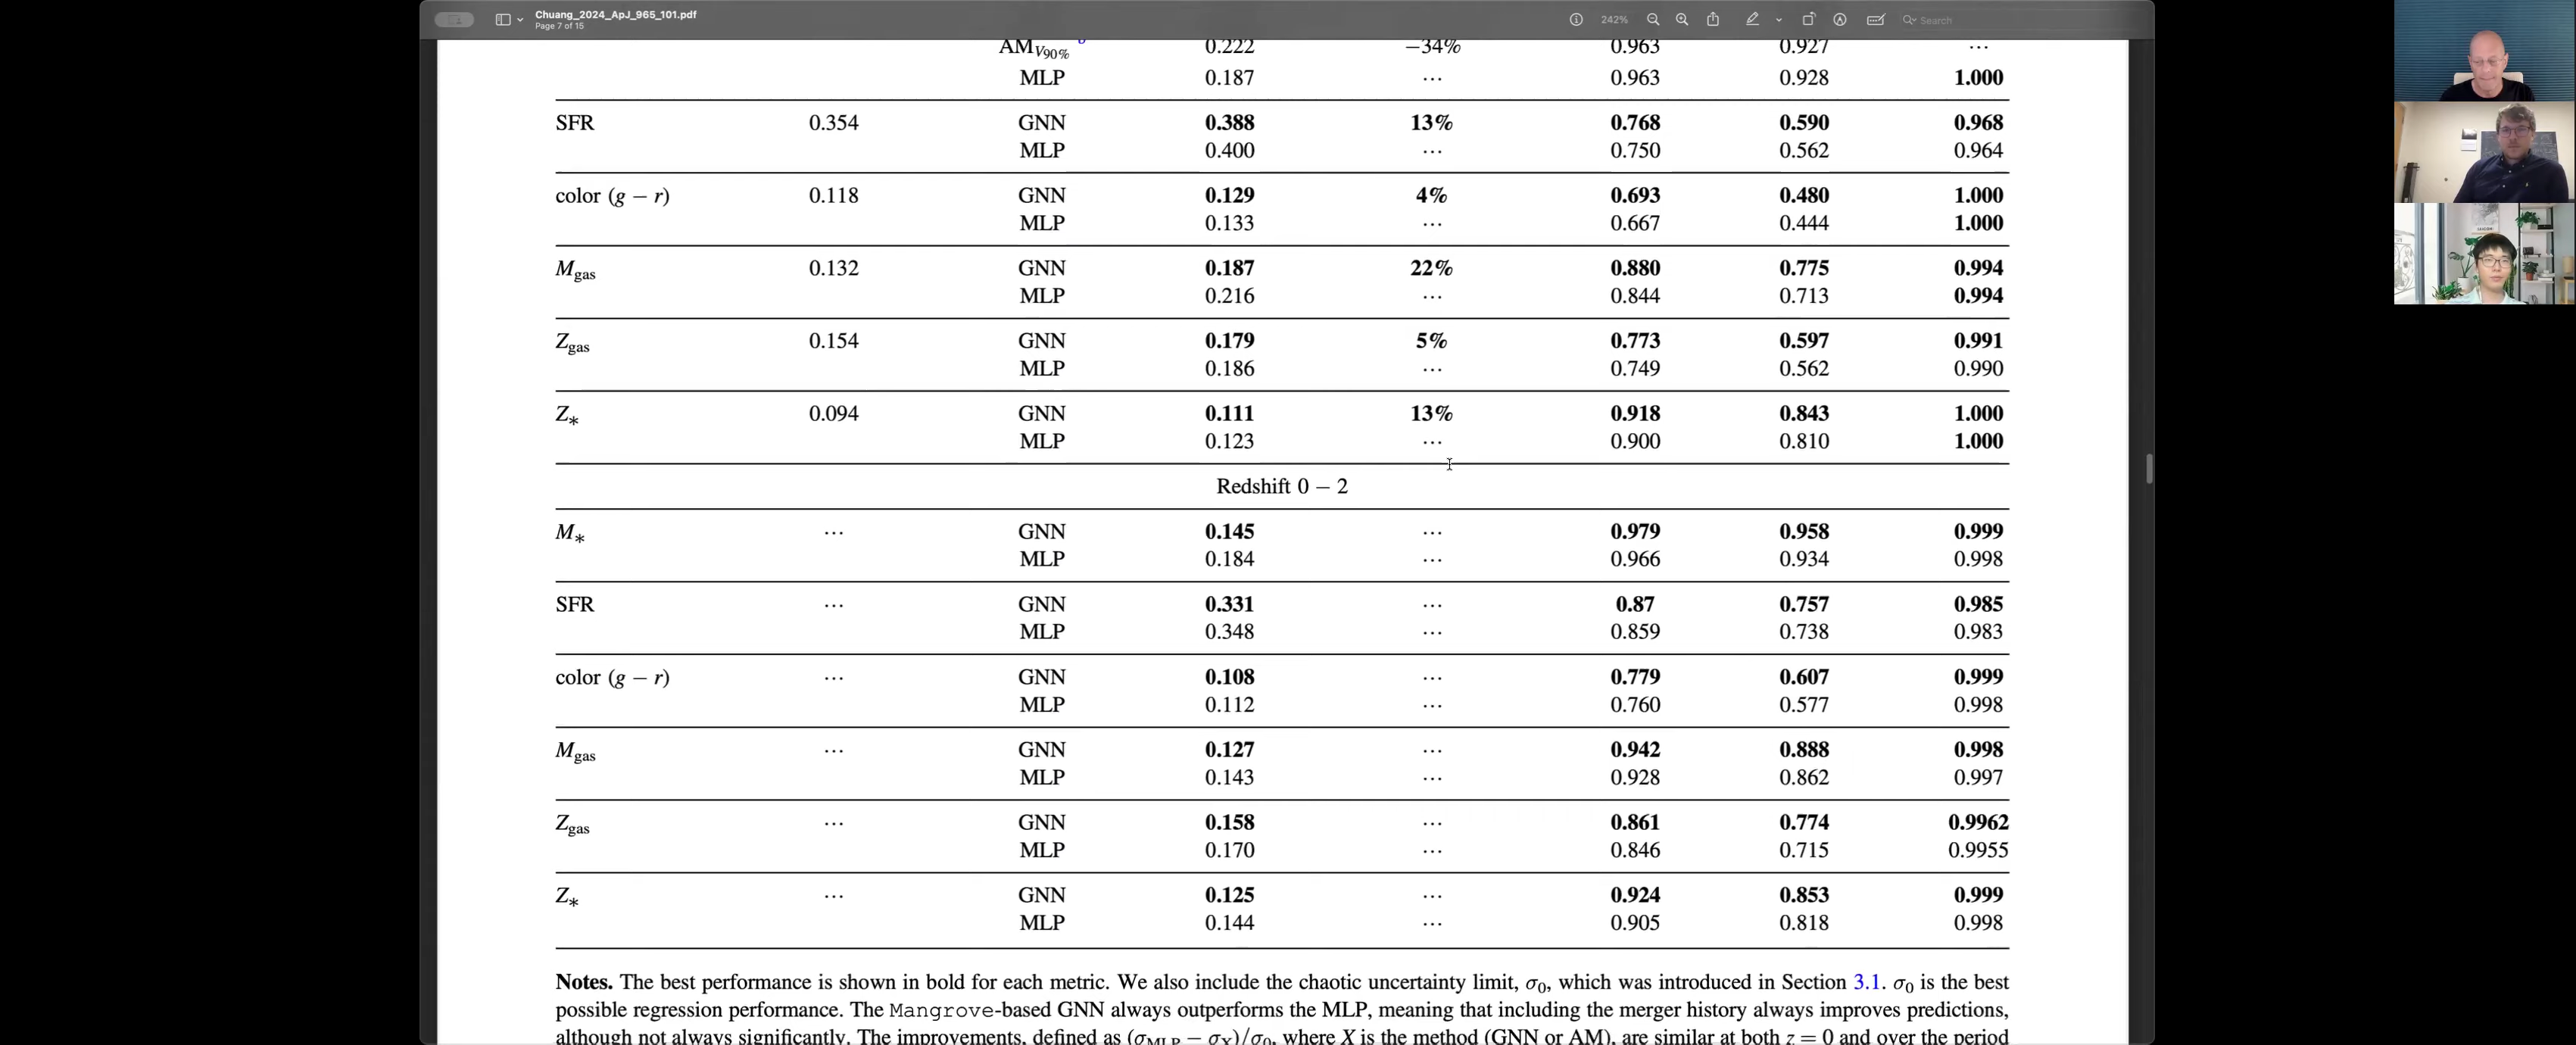 Chuang_2024_ApJ_965_101.pdf
Page 7 of 15
242%
Search
AM_{V90%} b 0.222 −34% 0.963 0.927 ⋯
MLP 0.187 ⋯ 0.963 0.928 1.000
SFR 0.354 GNN 0.388 13% 0.768 0.590 0.968
MLP 0.400 ⋯ 0.750 0.562 0.964
color (g − r) 0.118 GNN 0.129 4% 0.693 0.480 1.000
MLP 0.133 ⋯ 0.667 0.444 1.000
M_gas 0.132 GNN 0.187 22% 0.880 0.775 0.994
MLP 0.216 ⋯ 0.844 0.713 0.994
Z_gas 0.154 GNN 0.179 5% 0.773 0.597 0.991
MLP 0.186 ⋯ 0.749 0.562 0.990
Z_* 0.094 GNN 0.111 13% 0.918 0.843 1.000
MLP 0.123 ⋯ 0.900 0.810 1.000
Redshift 0 − 2
M_* ⋯ GNN 0.145 ⋯ 0.979 0.958 0.999
MLP 0.184 ⋯ 0.966 0.934 0.998
SFR ⋯ GNN 0.331 ⋯ 0.87 0.757 0.985
MLP 0.348 ⋯ 0.859 0.738 0.983
color (g − r) ⋯ GNN 0.108 ⋯ 0.779 0.607 0.999
MLP 0.112 ⋯ 0.760 0.577 0.998
M_gas ⋯ GNN 0.127 ⋯ 0.942 0.888 0.998
MLP 0.143 ⋯ 0.928 0.862 0.997
Z_gas ⋯ GNN 0.158 ⋯ 0.861 0.774 0.9962
MLP 0.170 ⋯ 0.846 0.715 0.9955
Z_* ⋯ GNN 0.125 ⋯ 0.924 0.853 0.999
MLP 0.144 ⋯ 0.905 0.818 0.998
Notes. The best performance is shown in bold for each metric. We also include the chaotic uncertainty limit, σ₀, which was introduced in Section 3.1. σ₀ is the best
possible regression performance. The Mangrove-based GNN always outperforms the MLP, meaning that including the merger history always improves predictions,
although not always significantly. The improvements, defined as (σ_MLP − σ_X)/σ₀, where X is the method (GNN or AM), are similar at both z = 0 and over the period